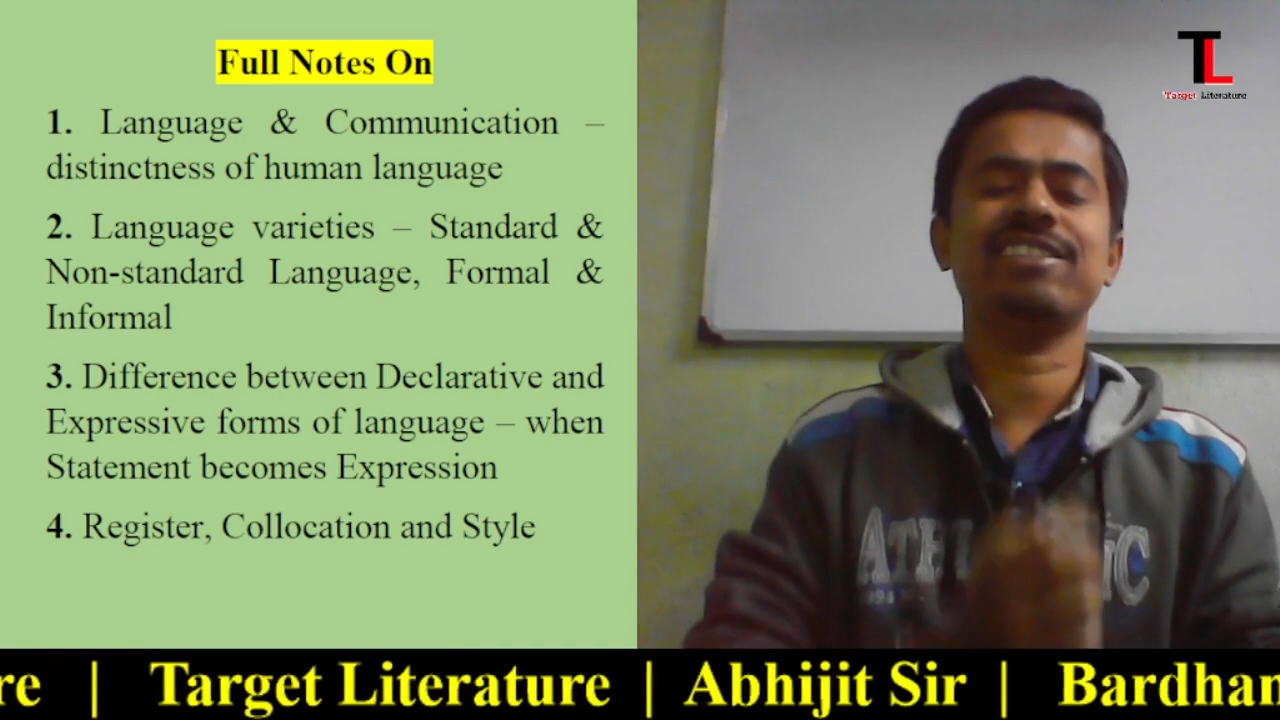 Full Notes On
1. Language & Communication –
distinctness of human language
2. Language varieties – Standard &
Non-standard Language, Formal &
Informal
3. Difference between Declarative and
Expressive forms of language – when
Statement becomes Expression
4. Register, Collocation and Style
TL
Target Literature
re | Target Literature | Abhijit Sir | Bardhan